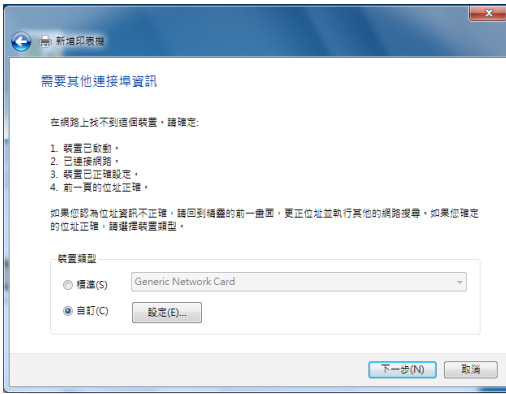 新增印表機
需要其他連接埠資訊
在網路上找不到這個裝置，請確定:
1. 裝置已啟動。
2. 已連接網路。
3. 裝置已正確設定。
4. 前一頁的位址正確。
如果您認為位址資訊不正確，請回到精靈的前一畫面，更正位址並執行其他的網路搜尋。如果您確定
的位址正確，請選擇裝置類型。
裝置類型
標準(S) Generic Network Card
自訂(C) 設定(E)...
下一步(N) 取消